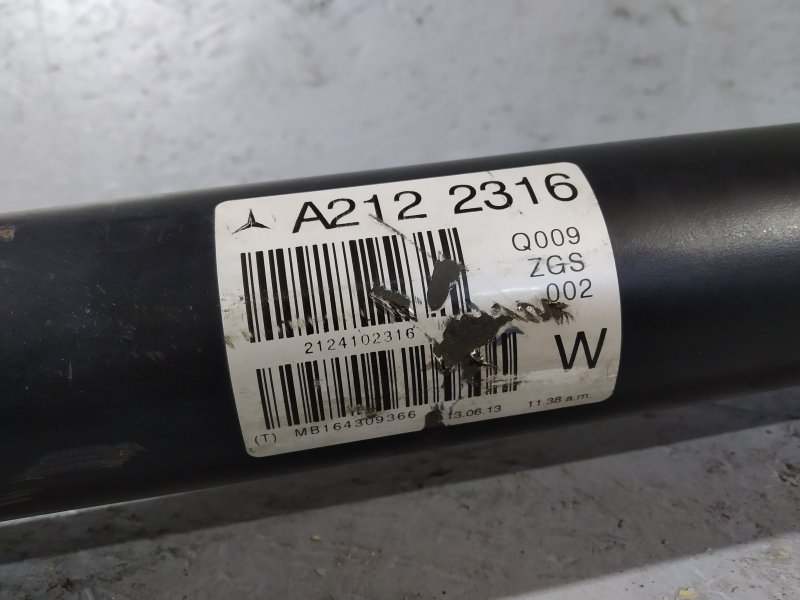 A212 2316
Q009
ZGS
002
2124102316
W
(T) MB164309366 13.06.13 11.38 a.m.